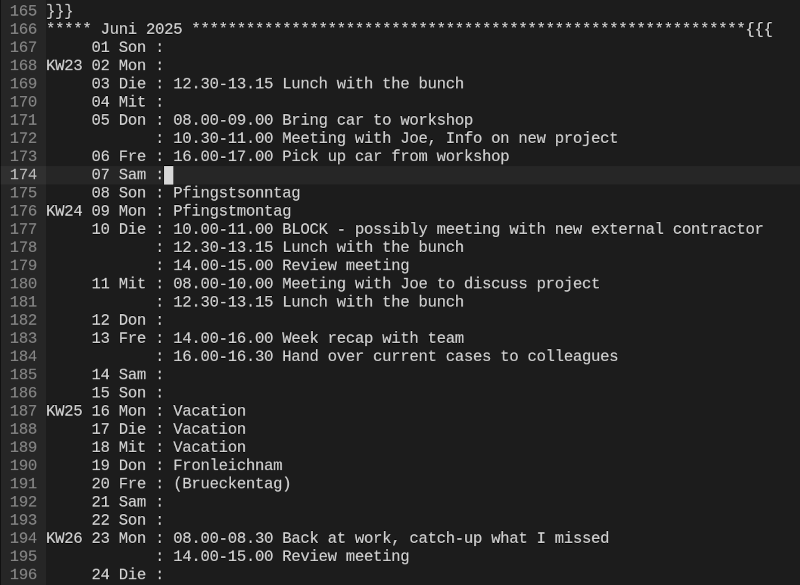 165 }}}
166 ***** Juni 2025 *************************************************************{{{
167      01 Son :
168 KW23 02 Mon :
169      03 Die : 12.30-13.15 Lunch with the bunch
170      04 Mit :
171      05 Don : 08.00-09.00 Bring car to workshop
172             : 10.30-11.00 Meeting with Joe, Info on new project
173      06 Fre : 16.00-17.00 Pick up car from workshop
174      07 Sam :
175      08 Son : Pfingstsonntag
176 KW24 09 Mon : Pfingstmontag
177      10 Die : 10.00-11.00 BLOCK - possibly meeting with new external contractor
178             : 12.30-13.15 Lunch with the bunch
179             : 14.00-15.00 Review meeting
180      11 Mit : 08.00-10.00 Meeting with Joe to discuss project
181             : 12.30-13.15 Lunch with the bunch
182      12 Don :
183      13 Fre : 14.00-16.00 Week recap with team
184             : 16.00-16.30 Hand over current cases to colleagues
185      14 Sam :
186      15 Son :
187 KW25 16 Mon : Vacation
188      17 Die : Vacation
189      18 Mit : Vacation
190      19 Don : Fronleichnam
191      20 Fre : (Brueckentag)
192      21 Sam :
193      22 Son :
194 KW26 23 Mon : 08.00-08.30 Back at work, catch-up what I missed
195             : 14.00-15.00 Review meeting
196      24 Die :